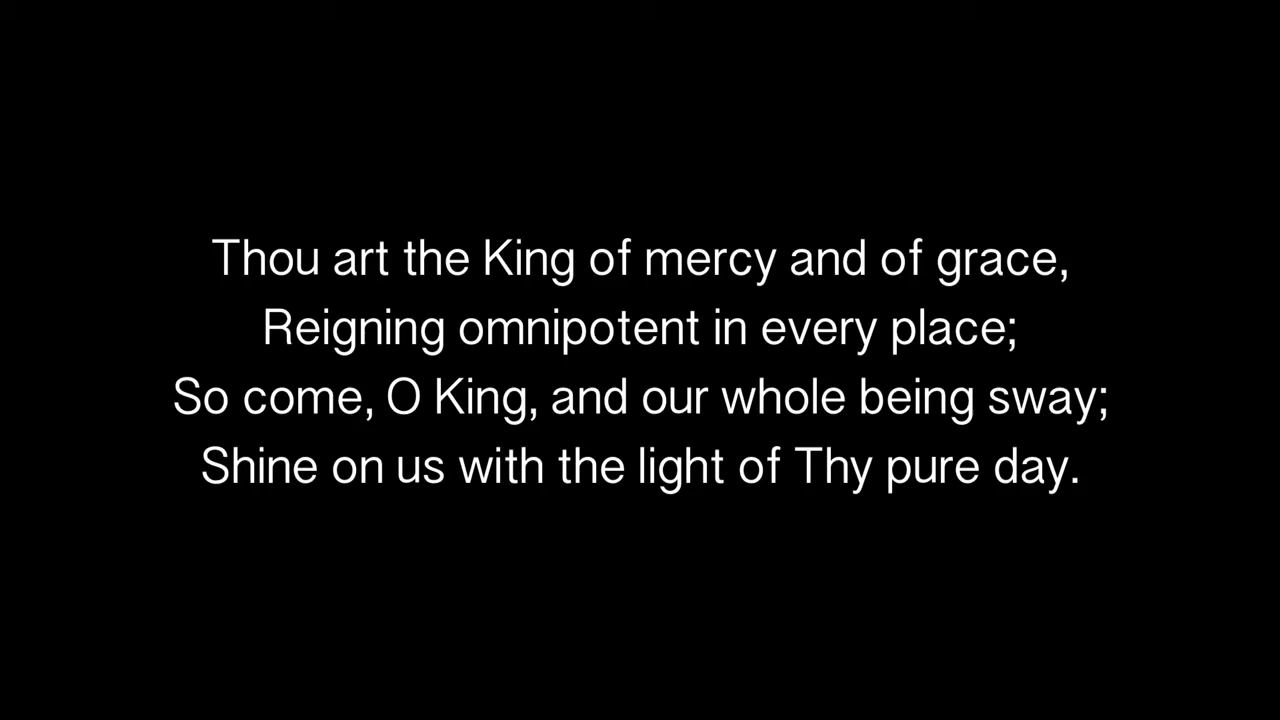 Thou art the King of mercy and of grace,
Reigning omnipotent in every place;
So come, O King, and our whole being sway;
Shine on us with the light of Thy pure day.